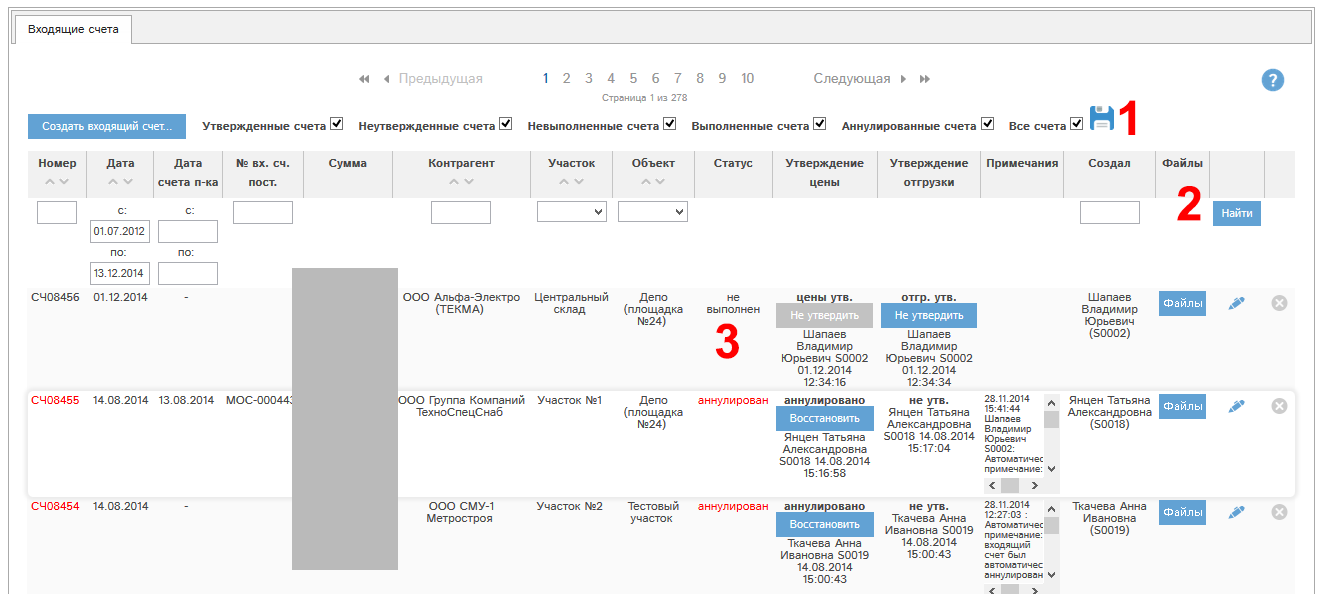 Входящие счета
Предыдущая 1 2 3 4 5 6 7 8 9 10 Следующая
Страница 1 из 278
?
Создать входящий счет... Утвержденные счета Неутвержденные счета Невыполненные счета Выполненные счета Аннулированные счета Все счета 1
Номер Дата Дата № вх. сч. Сумма Контрагент Участок Объект Статус Утверждение Утверждение Примечания Создал Файлы
счета п-ка пост. цены отгрузки
2
с: с: Найти
01.07.2012
по: по:
13.12.2014
СЧ08456 01.12.2014 - ООО Альфа-Электро Центральный Депо не цены утв. отгр. утв. Шапаев Файлы
(ТЕКМА) склад (площадка выполнен Не утвердить Не утвердить Владимир
№24) Юрьевич
(S0002)
3
Шапаев Шапаев
Владимир Владимир
Юрьевич S0002 Юрьевич S0002
01.12.2014 01.12.2014
12:34:16 12:34:34
СЧ08455 14.08.2014 13.08.2014 МОС-000443 ООО Группа Компаний Участок №1 Депо аннулирован аннулировано не утв. 28.11.2014 Янцен Татьяна Файлы
ТехноСпецСнаб (площадка Восстановить Янцен Татьяна 15:41:44 Александровна
№24) Александровна Шапаев (S0018)
S0018 14.08.2014 Владимир
15:17:04 Юрьевич
Янцен Татьяна S0002:
Александровна Автоматичес
S0018 14.08.2014 примечание:
15:16:58
СЧ08454 14.08.2014 - ООО СМУ-1 Участок №2 Тестовый аннулирован аннулировано не утв. 28.11.2014 Ткачева Анна Файлы
Метростроя участок Восстановить Ткачева Анна 12:27:03 : Ивановна
Ивановна S0019 Автоматичес (S0019)
14.08.2014 примечание:
15:00:43 входящий
Ткачева Анна счет был
Ивановна S0019 автоматичес
14.08.2014 аннулирован
15:00:43